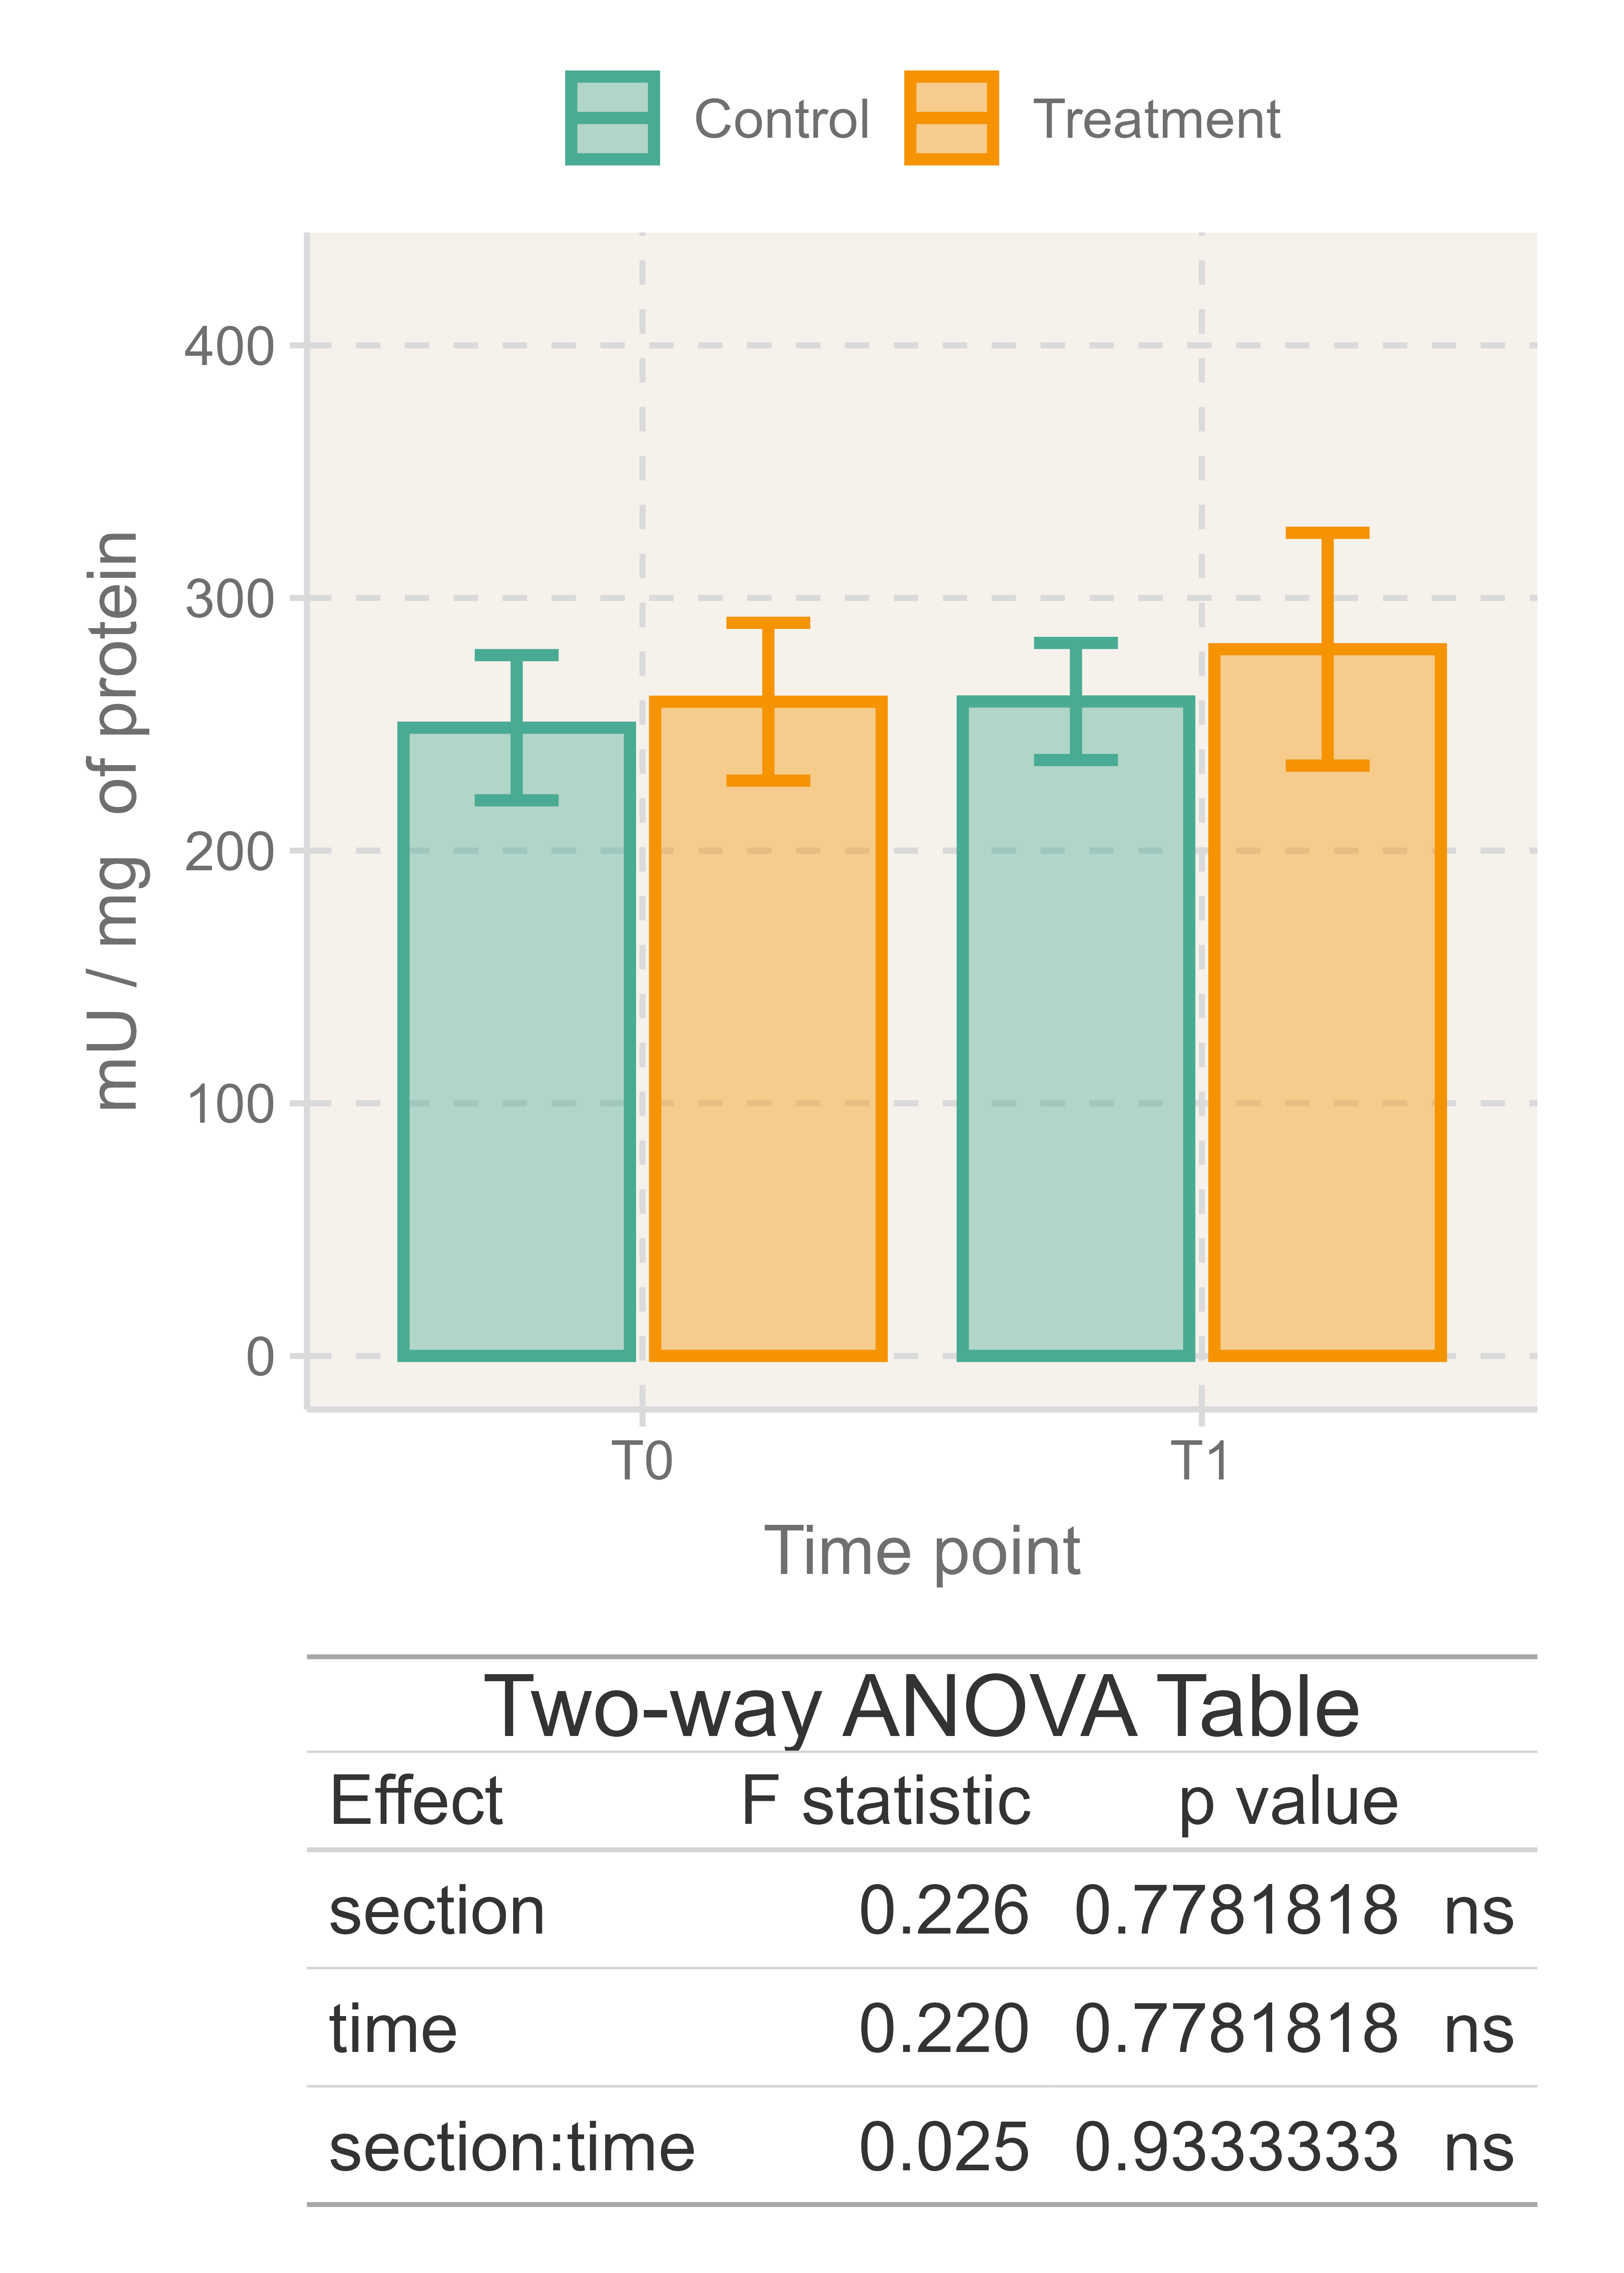 Control Treatment
mU / mg of protein
400
300
200
100
0
T0 T1
Time point
Two-way ANOVA Table
Effect F statistic p value
section 0.226 0.7781818 ns
time 0.220 0.7781818 ns
section:time 0.025 0.9333333 ns